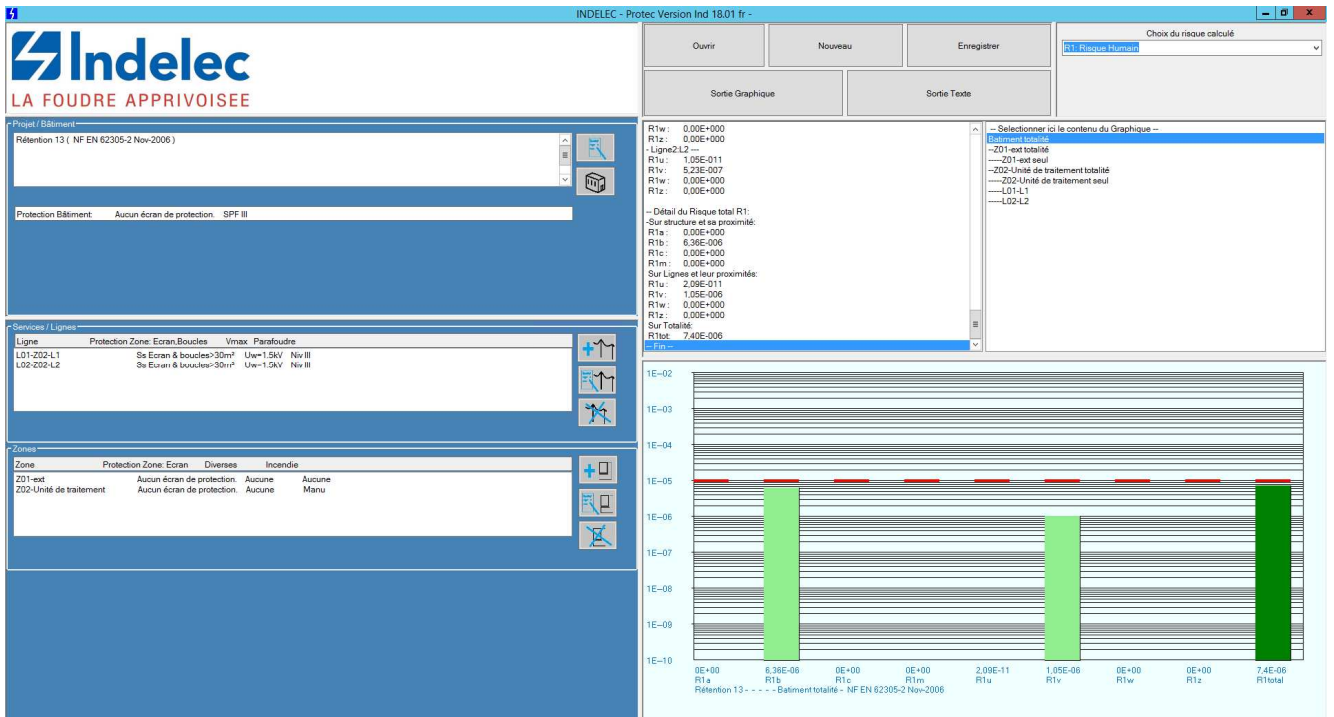 INDELEC - Protec Version Ind 18.01 fr -
Indelec
LA FOUDRE APPRIVOISEE
Ouvrir
Nouveau
Enregistrer
Sortie Graphique
Sortie Texte
Choix du risque calculé
R1: Risque Humain
Projet / Bâtiment
Rétention 13 ( NF EN 62305-2 Nov-2006 )
Protection Bâtiment: Aucun écran de protection. SPF III
Services / Lignes
Ligne Protection Zone: Ecran,Boucles Vmax Parafoudre
L01-Z02-L1 Ss Ecran & boucles>30m² Uw=1.5kV Niv III
L02-Z02-L2 Ss Ecran & boucles>30m² Uw=1.5kV Niv III
Zones
Zone Protection Zone: Ecran Diverses Incendie
Z01-ext Aucun écran de protection. Aucune Aucune
Z02-Unité de traitement Aucun écran de protection. Aucune Manu
R1w : 0,00E+000
R1z : 0,00E+000
- Ligne2:L2 ---
R1u : 1,05E-011
R1v : 5,23E-007
R1w : 0,00E+000
R1z : 0,00E+000
-- Détail du Risque total R1:
-Sur structure et sa proximité:
R1a : 0,00E+000
R1b : 6,36E-006
R1c : 0,00E+000
R1m : 0,00E+000
Sur Lignes et leur proximités:
R1u : 2,09E-011
R1v : 1,05E-006
R1w : 0,00E+000
R1z : 0,00E+000
Sur Totalité:
R1tot: 7,40E-006
-- Fin --
-- Selectionner ici le contenu du Graphique --
Batiment totalité
--Z01-ext totalité
-----Z01-ext seul
--Z02-Unité de traitement totalité
-----Z02-Unité de traitement seul
-----L01-L1
-----L02-L2
1E-02
1E-03
1E-04
1E-05
1E-06
1E-07
1E-08
1E-09
1E-10
0E+00 6,36E-06 0E+00 0E+00 2,09E-11 1,05E-06 0E+00 0E+00 7,4E-06
R1a R1b R1c R1m R1u R1v R1w R1z R1total
Rétention 13 - - - - - Batiment totalité - NF EN 62305-2 Nov-2006